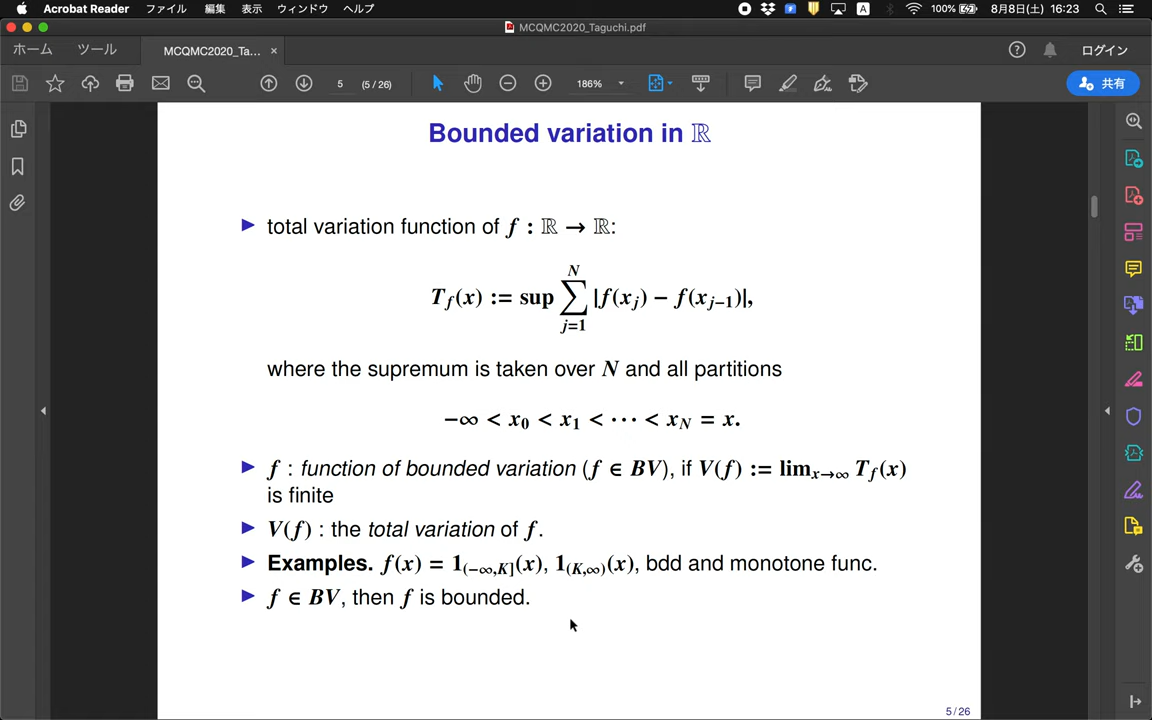 Acrobat Reader ファイル 編集 表示 ウィンドウ ヘルプ A 100% 8月8日(土) 16:23
MCQMC2020_Taguchi.pdf
ホーム ツール MCQMC2020_Ta... × ログイン
5 (5 / 26) 186% 共有
Bounded variation in ℝ
▶ total variation function of f : ℝ → ℝ:
T_f(x) := sup ∑_{j=1}^{N} |f(x_j) − f(x_{j−1})|,
where the supremum is taken over N and all partitions
−∞ < x_0 < x_1 < ⋯ < x_N = x.
▶ f : function of bounded variation (f ∈ BV), if V(f) := lim_{x→∞} T_f(x)
is finite
▶ V(f) : the total variation of f.
▶ Examples. f(x) = 1_{(−∞,K]}(x), 1_{(K,∞)}(x), bdd and monotone func.
▶ f ∈ BV, then f is bounded.
5 / 26